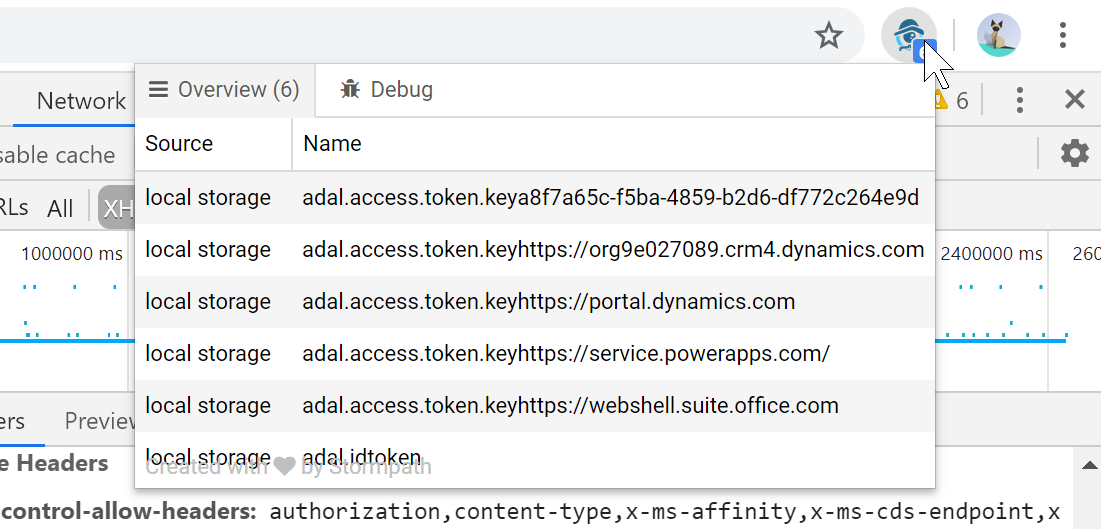 Overview (6)
Debug
Network
6
Source
Name
sable cache
local storage
adal.access.token.keya8f7a65c-f5ba-4859-b2d6-df772c264e9d
RLs
All
XH
local storage
adal.access.token.keyhttps://org9e027089.crm4.dynamics.com
1000000 ms
2400000 ms
260
local storage
adal.access.token.keyhttps://portal.dynamics.com
local storage
adal.access.token.keyhttps://service.powerapps.com/
local storage
adal.access.token.keyhttps://webshell.suite.office.com
ers
Preview
local storage
adal.idtoken
Created with by Stormpath
e Headers
control-allow-headers: authorization,content-type,x-ms-affinity,x-ms-cds-endpoint,x